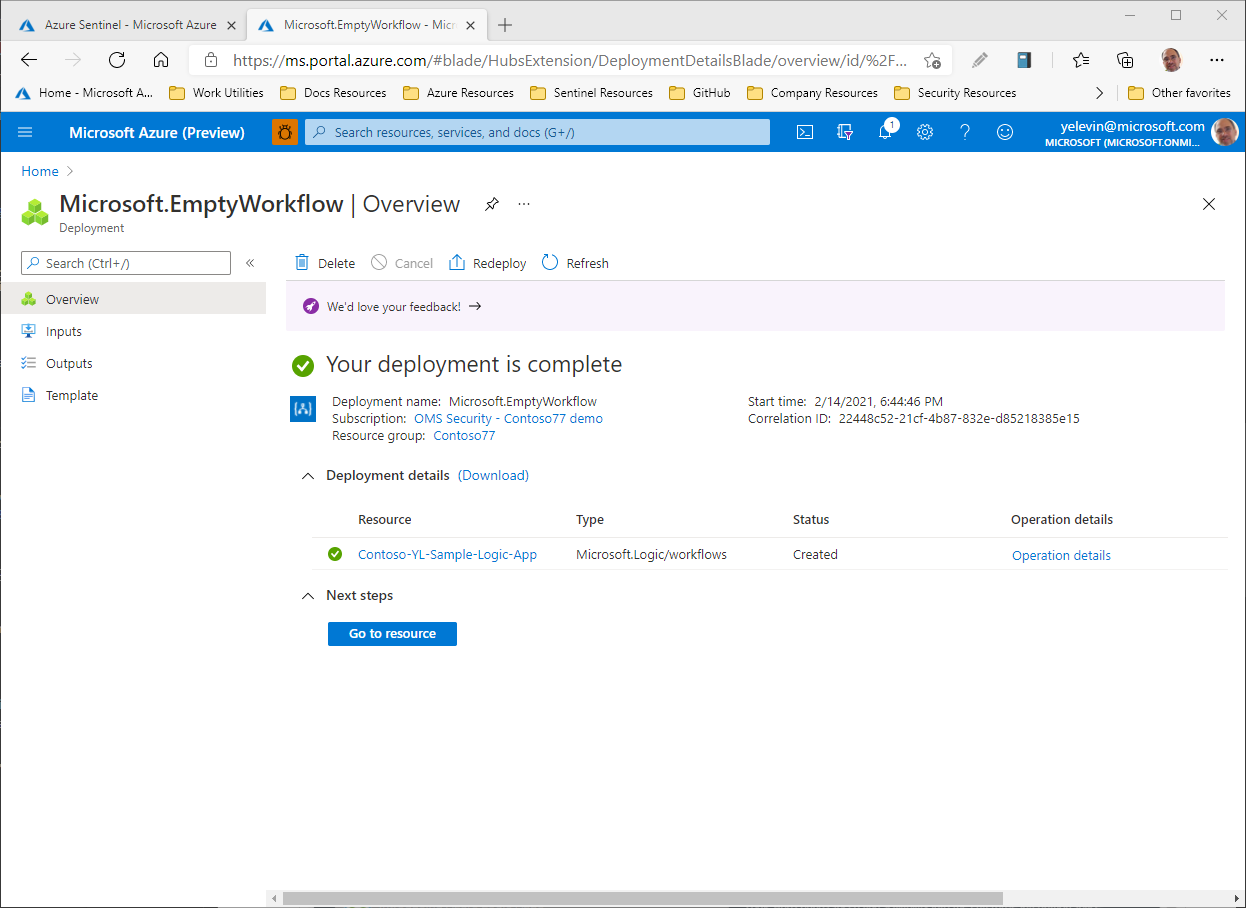 Azure Sentinel - Microsoft Azure
Microsoft.EmptyWorkflow - Micr
https://ms.portal.azure.com/#blade/HubsExtension/DeploymentDetailsBlade/overview/id/%2F...
Home - Microsoft A...
Work Utilities
Docs Resources
Azure Resources
Sentinel Resources
GitHub
Company Resources
Security Resources
Other favorites
Microsoft Azure (Preview)
Search resources, services, and docs (G+/)
1
yelevin@microsoft.com
MICROSOFT (MICROSOFT.ONMI...
Home
Microsoft.EmptyWorkflow | Overview
Deployment
Search (Ctrl+/)
Overview
Inputs
Outputs
Template
Delete
Cancel
Redeploy
Refresh
We'd love your feedback!
Your deployment is complete
Deployment name: Microsoft.EmptyWorkflow
Subscription: OMS Security - Contoso77 demo
Resource group: Contoso77
Start time: 2/14/2021, 6:44:46 PM
Correlation ID: 22448c52-21cf-4b87-832e-d85218385e15
Deployment details (Download)
Resource Type Status Operation details
Contoso-YL-Sample-Logic-App Microsoft.Logic/workflows Created Operation details
Next steps
Go to resource